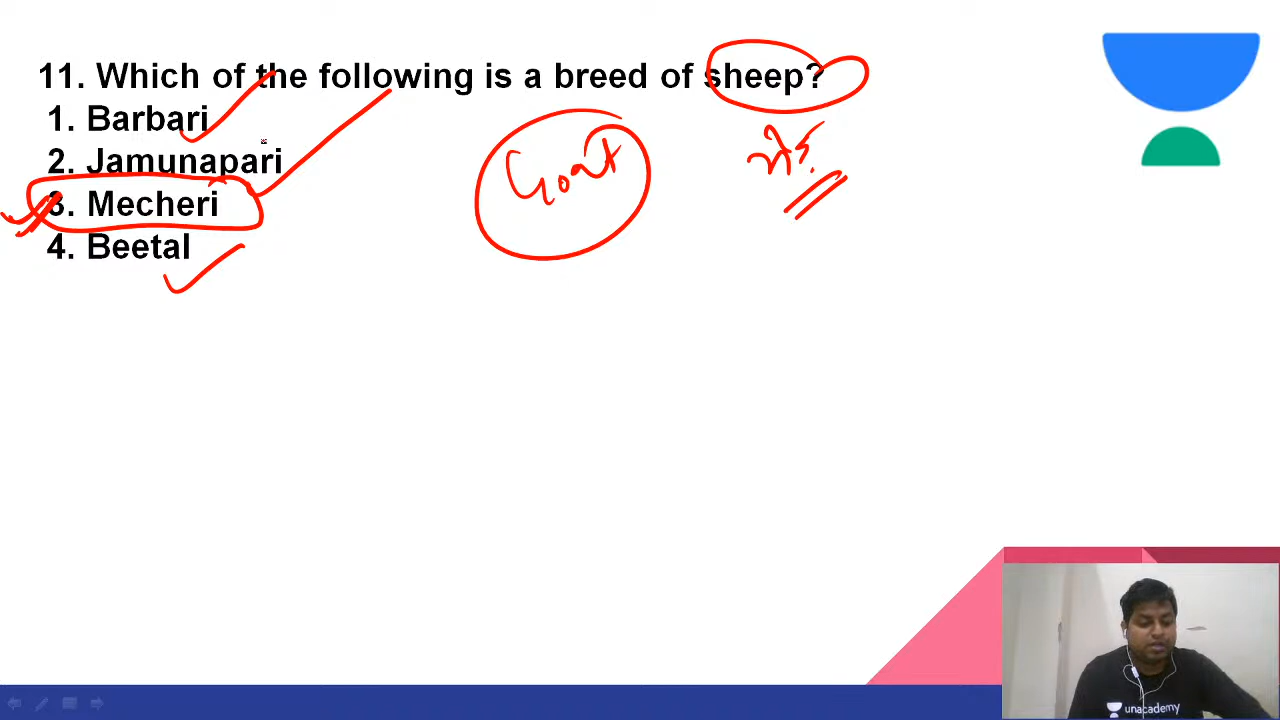 11. Which of the following is a breed of sheep?
1. Barbari
2. Jamunapari
3. Mecheri
4. Beetal
Goat
भेड़
unacademy